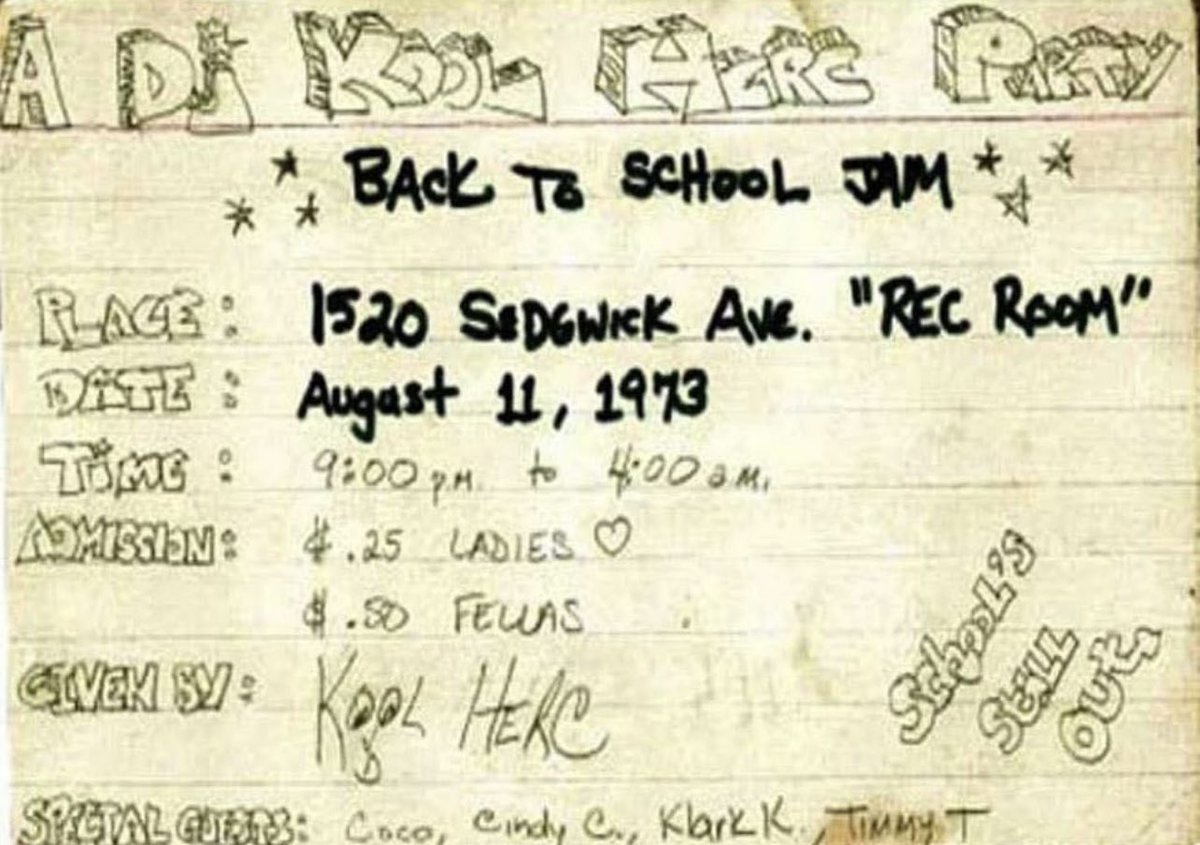 A DJ KOOL HERC PARTY
BACK TO SCHOOL JAM
PLACE: 1520 SEDGWICK AVE. "REC ROOM"
DATE: August 11, 1973
TIME: 9:00 P.M. to 4:00 a.m.
ADMISSION: $.25 LADIES ♡
$.50 FELLAS
GIVEN BY: KOOL HERC
SPECIAL GUESTS: Coco, Cindy C., Klark K., TIMMY T
SCHOOL'S
STILL
OUT,